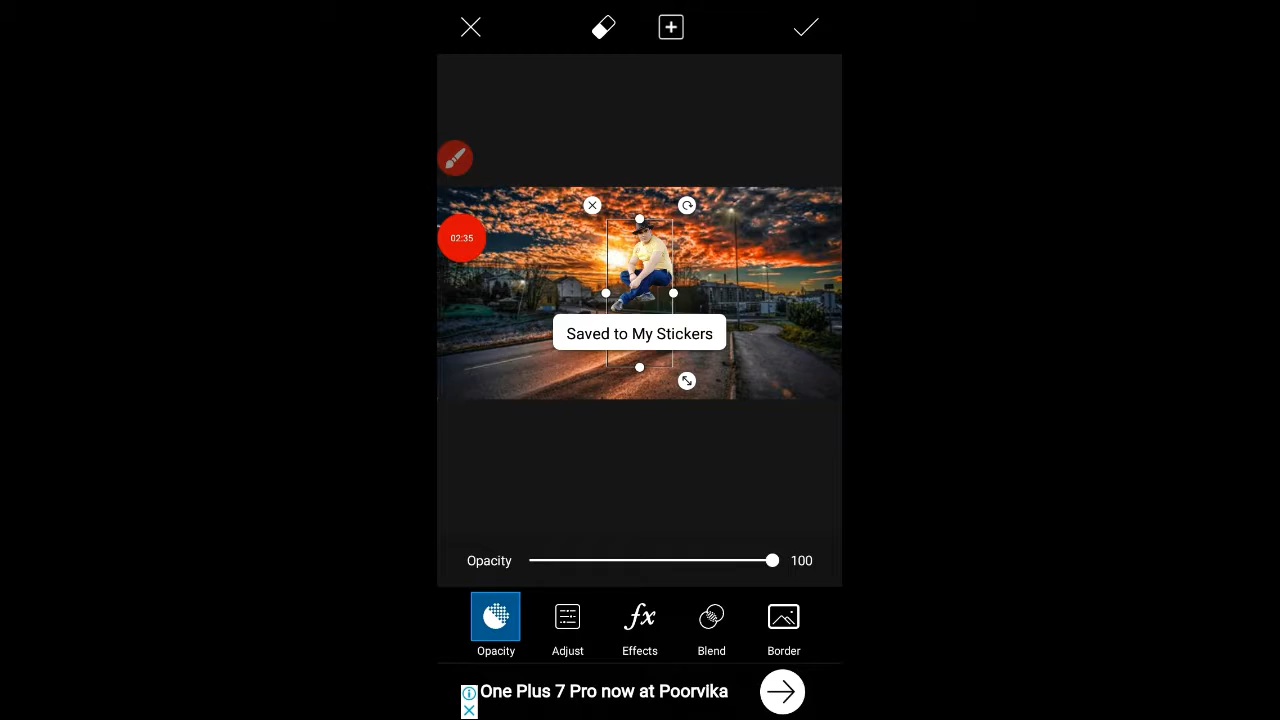 02:35
Saved to My Stickers
Opacity 100
Opacity Adjust Effects Blend Border
One Plus 7 Pro now at Poorvika